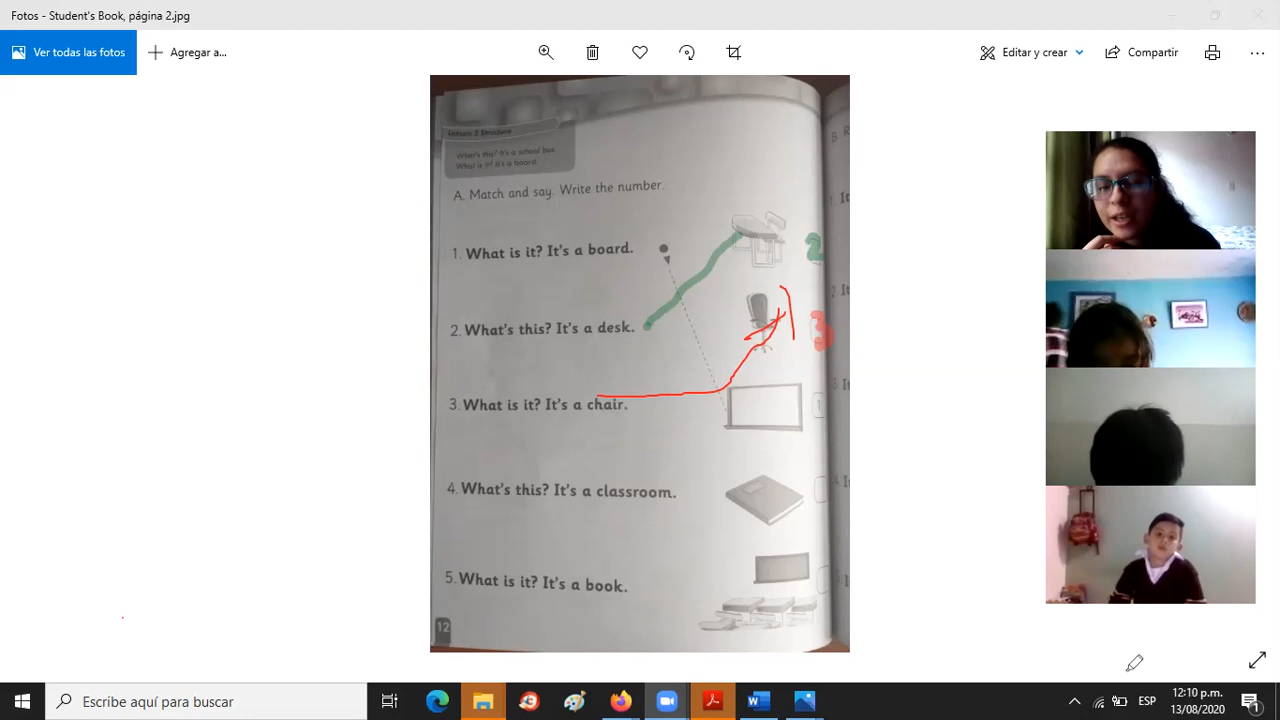 Fotos - Student's Book, página 2.jpg
Ver todas las fotos
Agregar a...
Editar y crear
Compartir
Lesson 2 Structure
What's this? It's a school bus.
What is it? It's a board.
A. Match and say. Write the number.
1. What is it? It's a board.
2
2. What's this? It's a desk.
3
3. What is it? It's a chair.
1
4. What's this? It's a classroom.
5. What is it? It's a book.
12
Escribe aquí para buscar
ESP
12:10 p.m.
13/08/2020
1